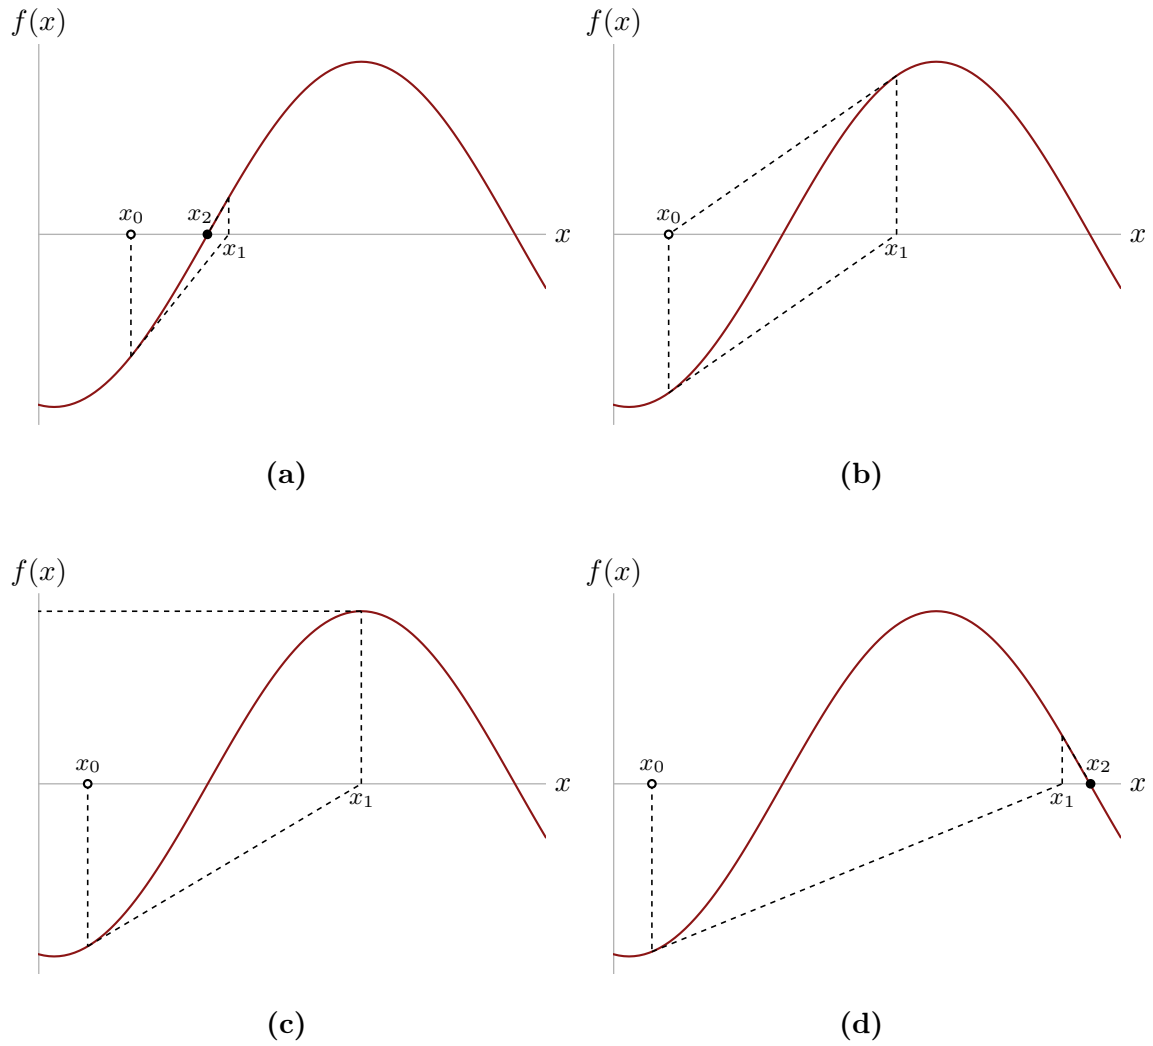 f(x)
x₀
x₂
x₁
x
(a)
f(x)
x₀
x₁
x
(b)
f(x)
x₀
x₁
x
(c)
f(x)
x₀
x₂
x₁
x
(d)